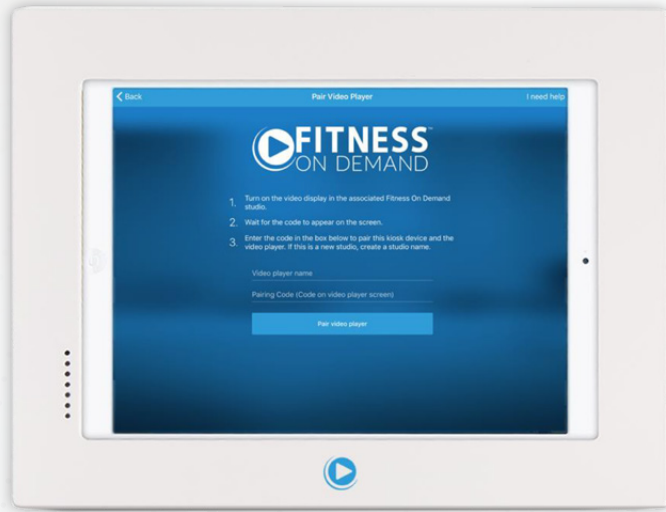 Back
Pair Video Player
I need help
FITNESS™
ON DEMAND
1. Turn on the video display in the associated Fitness On Demand
studio.
2. Wait for the code to appear on the screen.
3. Enter the code in the box below to pair this kiosk device and the
video player. If this is a new studio, create a studio name.
Video player name
Pairing Code (Code on video player screen)
Pair video player